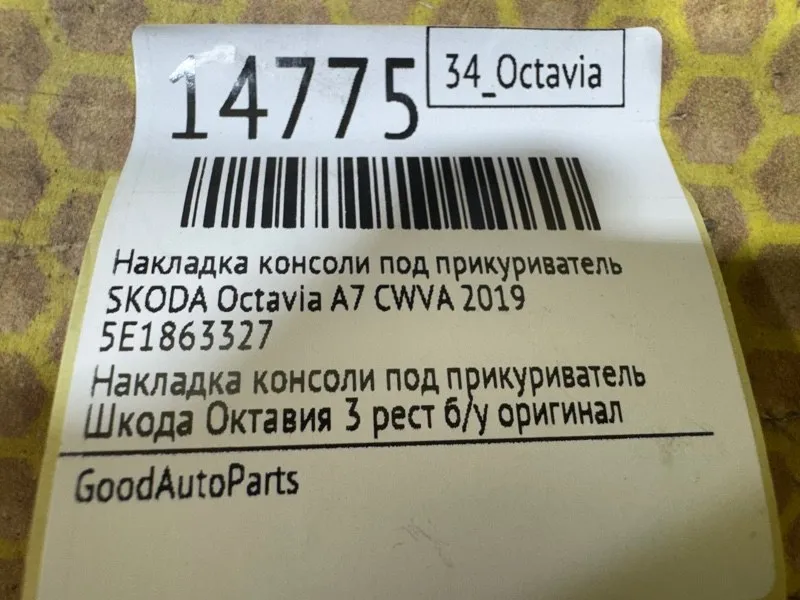 14775
34_Octavia
Накладка консоли под прикуриватель
SKODA Octavia A7 CWVA 2019
5E1863327
Накладка консоли под прикуриватель
Шкода Октавия 3 рест б/у оригинал
GoodAutoParts